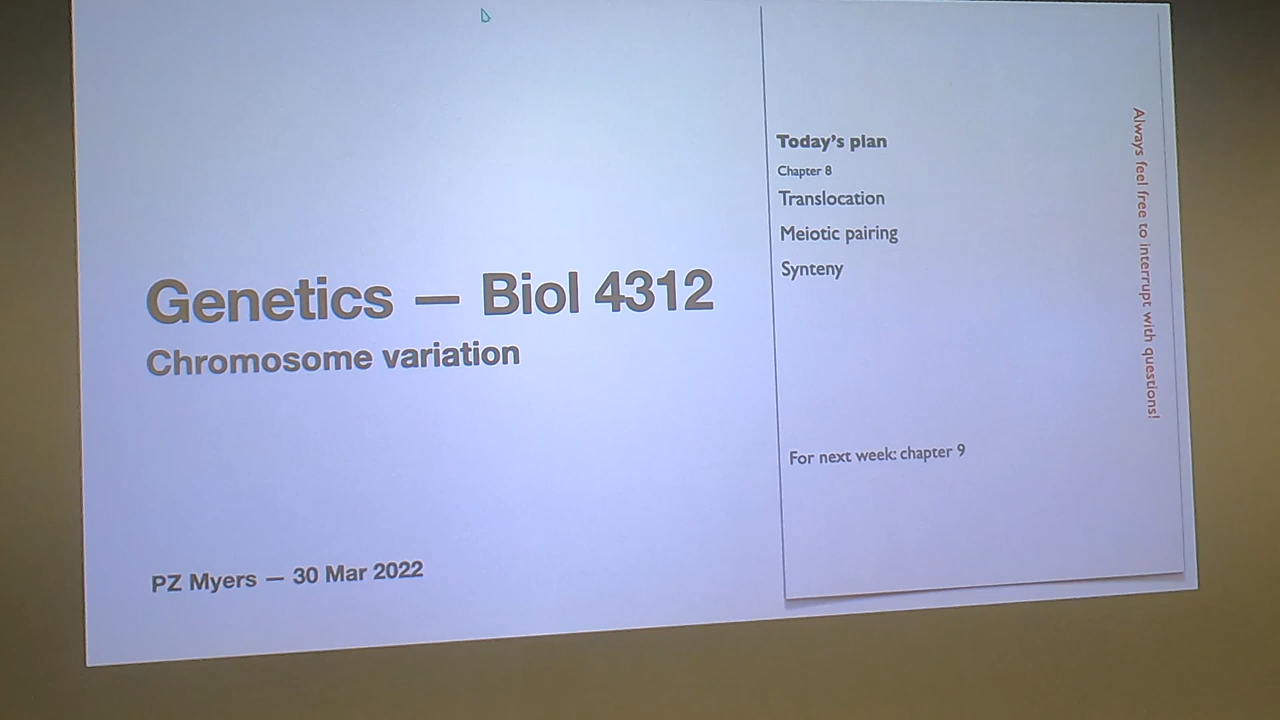 Genetics — Biol 4312
Chromosome variation
PZ Myers — 30 Mar 2022
Today's plan
Chapter 8
Translocation
Meiotic pairing
Synteny
For next week: chapter 9
Always feel free to interrupt with questions!